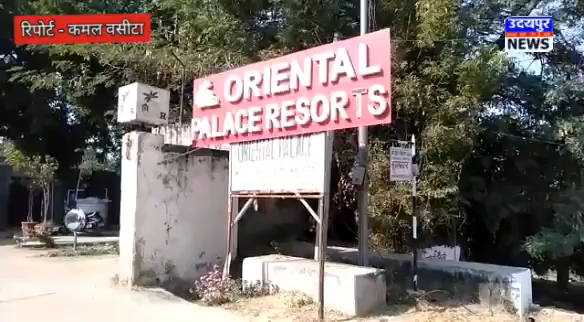 रिपोर्ट - कमल वसीटा
उदयपुर
NEWS
R
ORIENTAL
PALACE RESORTS
ORIENTAL PALACE